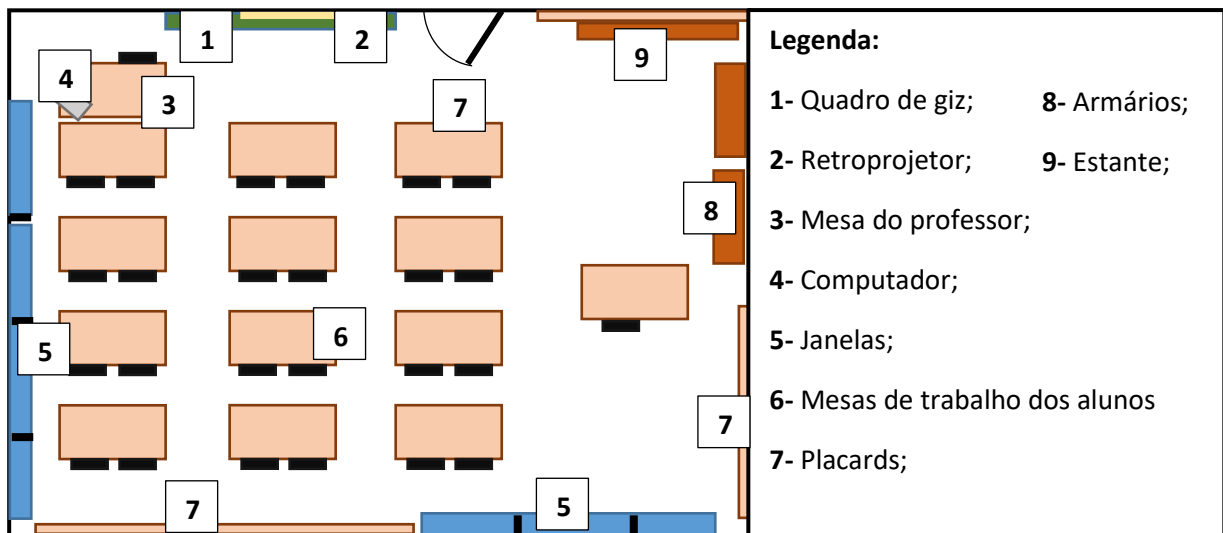 1
2
9
4
3
7
8
5
6
7
7
5
Legenda:
1- Quadro de giz; 8- Armários;
2- Retroprojetor; 9- Estante;
3- Mesa do professor;
4- Computador;
5- Janelas;
6- Mesas de trabalho dos alunos
7- Placards;